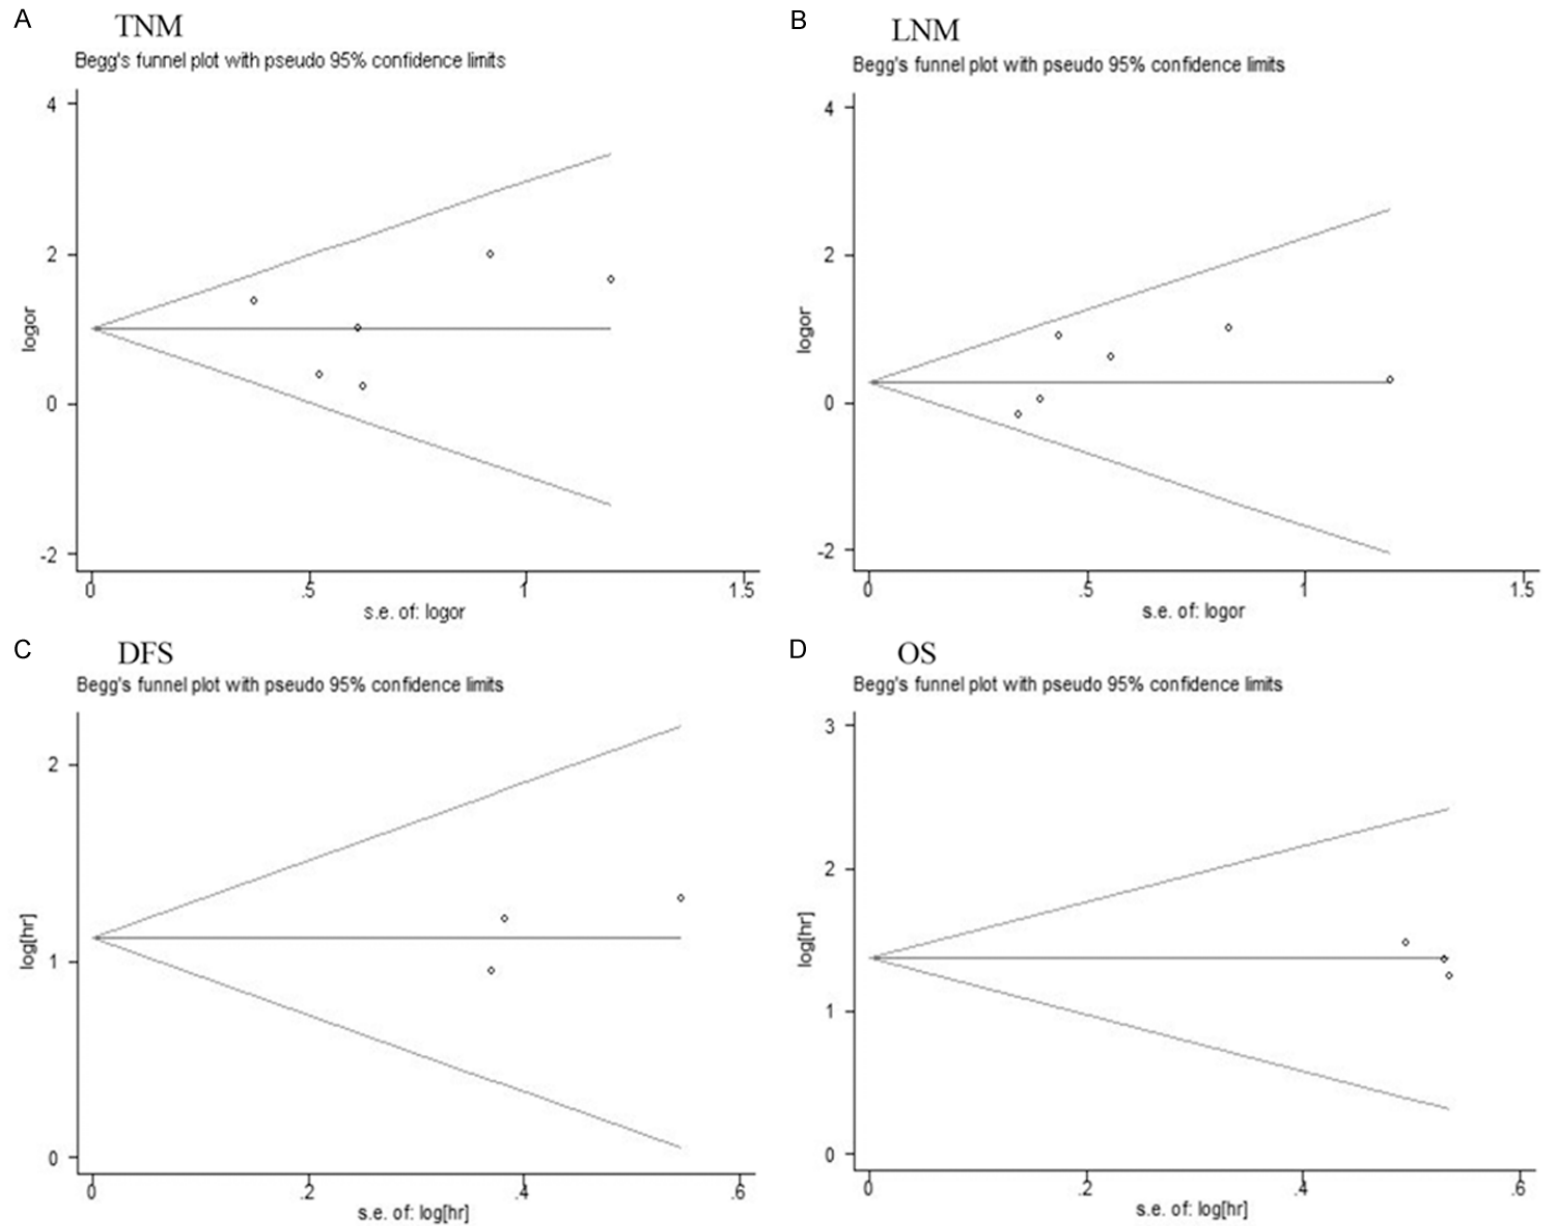 A
TNM
Begg's funnel plot with pseudo 95% confidence limits
4
2
0
-2
logor
0
.5
1
1.5
s.e. of: logor
B
LNM
Begg's funnel plot with pseudo 95% confidence limits
4
2
0
-2
logor
0
.5
1
1.5
s.e. of: logor
C
DFS
Begg's funnel plot with pseudo 95% confidence limits
2
1
0
log[hr]
0
.2
.4
.6
s.e. of: log[hr]
D
OS
Begg's funnel plot with pseudo 95% confidence limits
3
2
1
0
log[hr]
0
.2
.4
.6
s.e. of: log[hr]